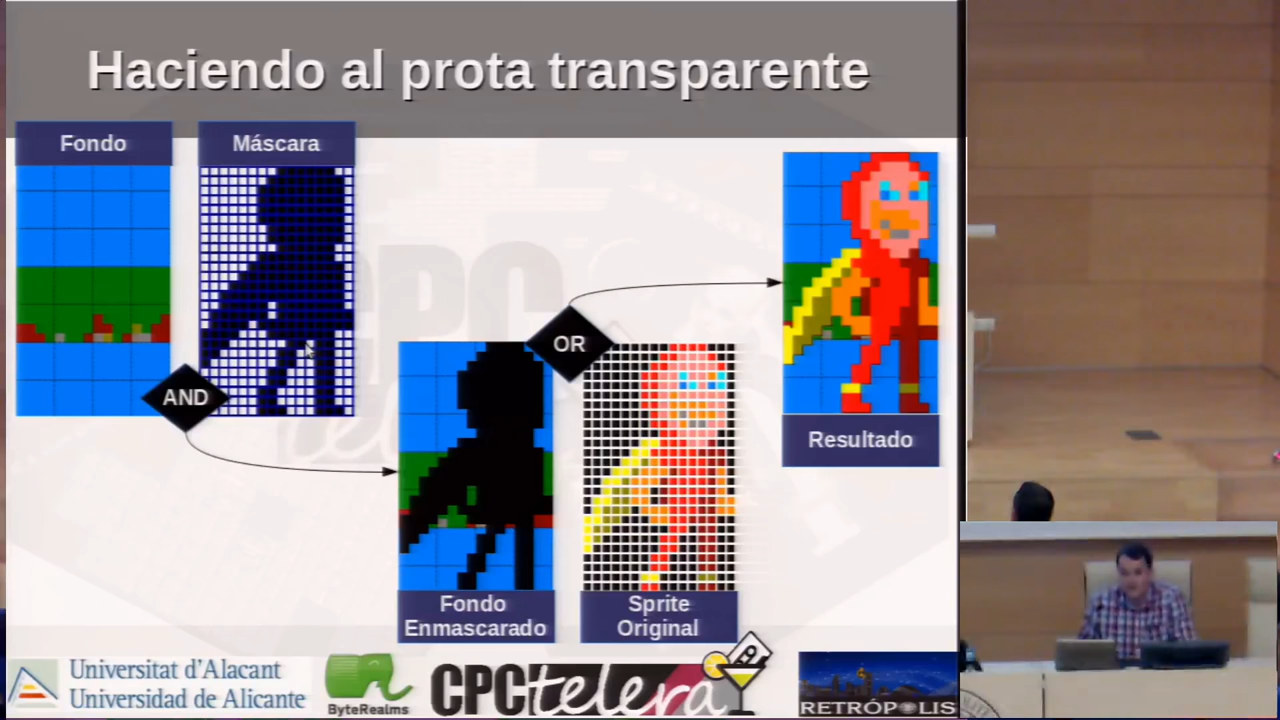 Haciendo al prota transparente
Fondo
Máscara
AND
OR
Fondo
Enmascarado
Sprite
Original
Resultado
Universitat d'Alacant
Universidad de Alicante
ByteRealms
CPCtelera
RETRÓPOLIS